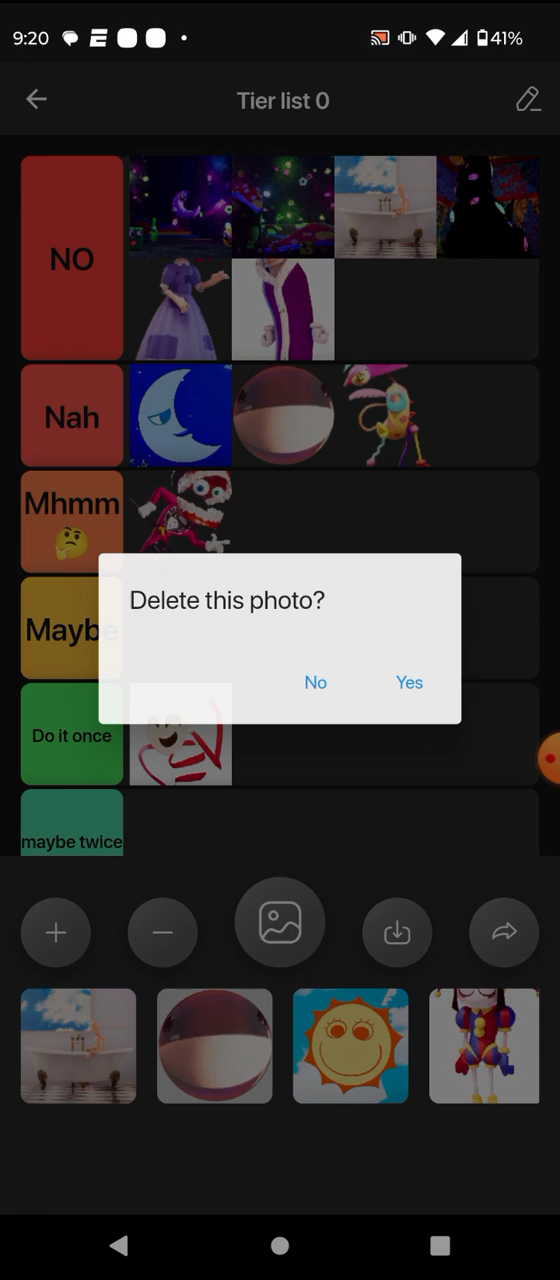 9:20
41%
Tier list 0
NO
Nah
Mhmm
🤔
Maybe
Delete this photo?
No Yes
Do it once
maybe twice